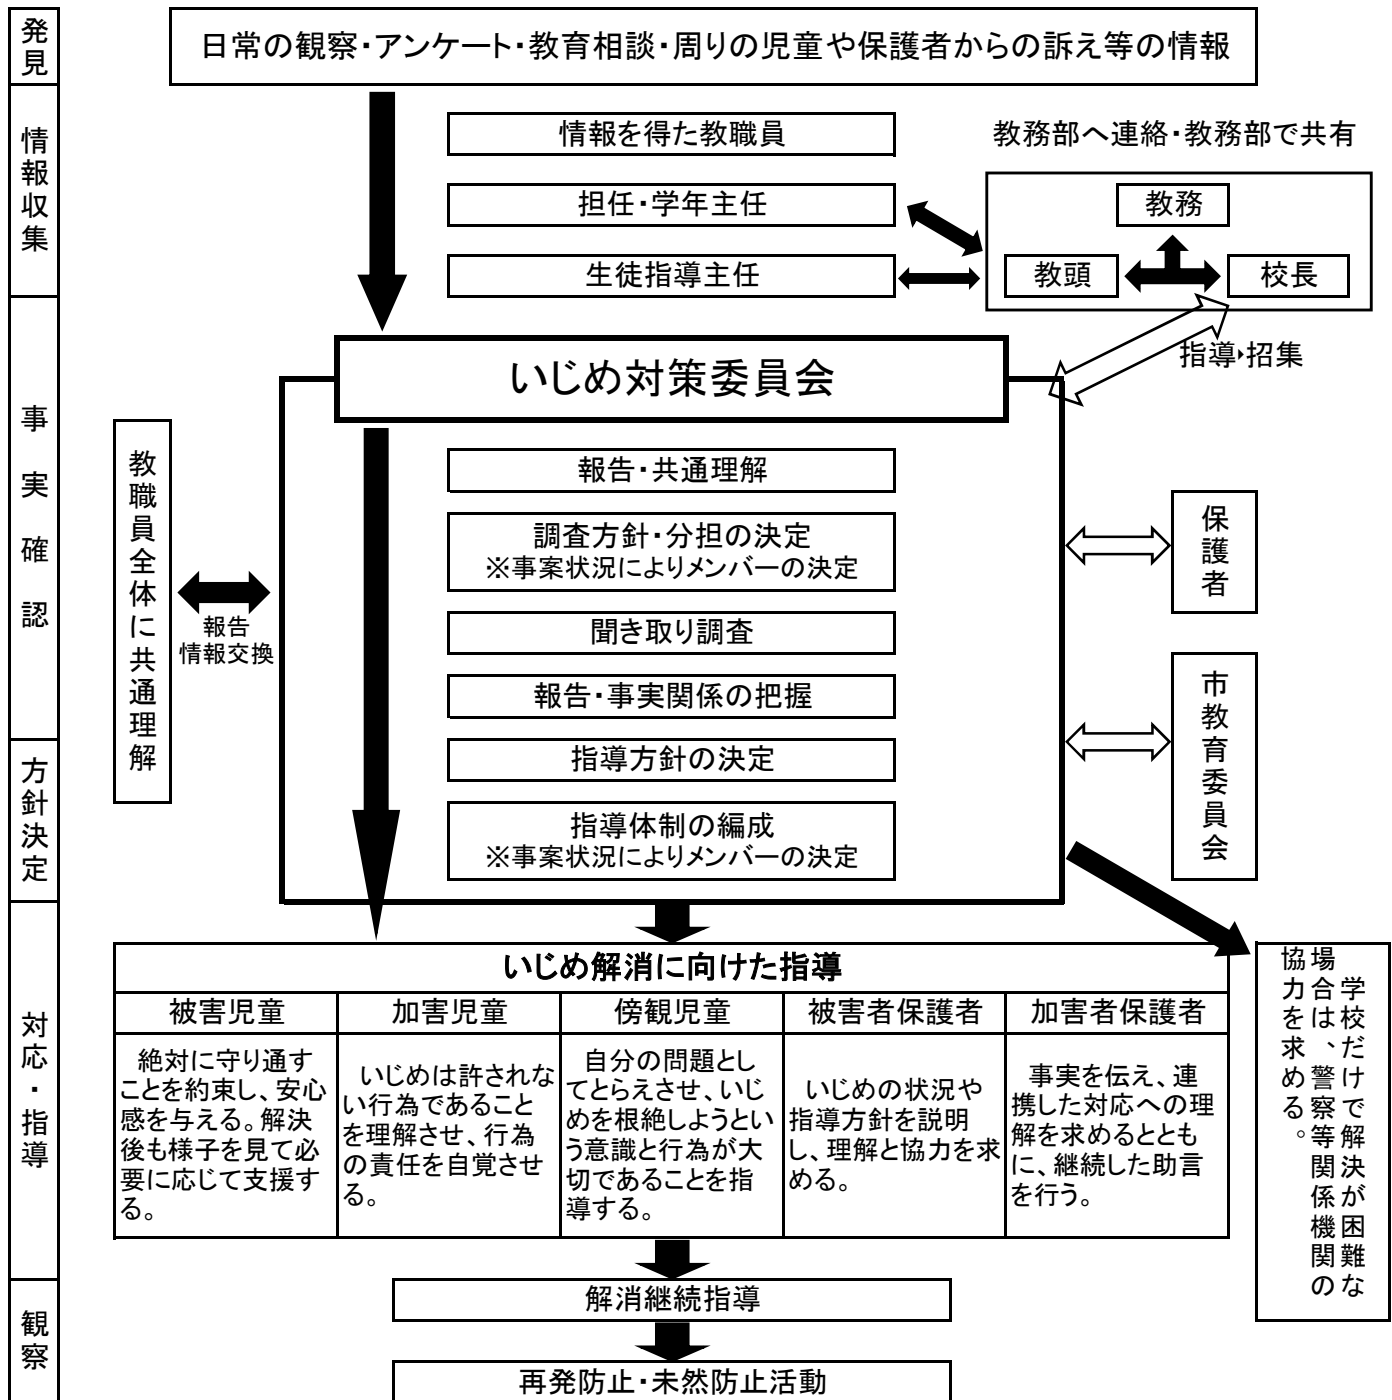 発見
日常の観察・アンケート・教育相談・周りの児童や保護者からの訴え等の情報
情報収集
情報を得た教職員
担任・学年主任
生徒指導主任
教務部へ連絡・教務部で共有
教務
教頭
校長
指導・招集
事実確認
いじめ対策委員会
報告・共通理解
調査方針・分担の決定
※事案状況によりメンバーの決定
聞き取り調査
報告・事実関係の把握
教職員全体に共通理解
報告
情報交換
保護者
市教育委員会
方針決定
指導方針の決定
指導体制の編成
※事案状況によりメンバーの決定
対応・指導
いじめ解消に向けた指導
被害児童
絶対に守り通す
ことを約束し、安心
感を与える。解決
後も様子を見て必
要に応じて支援す
る。
加害児童
いじめは許されな
い行為であること
を理解させ、行為
の責任を自覚させ
る。
傍観児童
自分の問題とし
てとらえさせ、いじ
めを根絶しようとい
う意識と行為が大
切であることを指
導する。
被害者保護者
いじめの状況や
指導方針を説明
し、理解と協力を求
める。
加害者保護者
事実を伝え、連
携した対応への理
解を求めるととも
に、継続した助言
を行う。
学校だけで解決が困難な
場合は、警察等関係機関の
協力を求める。
観察
解消継続指導
再発防止・未然防止活動